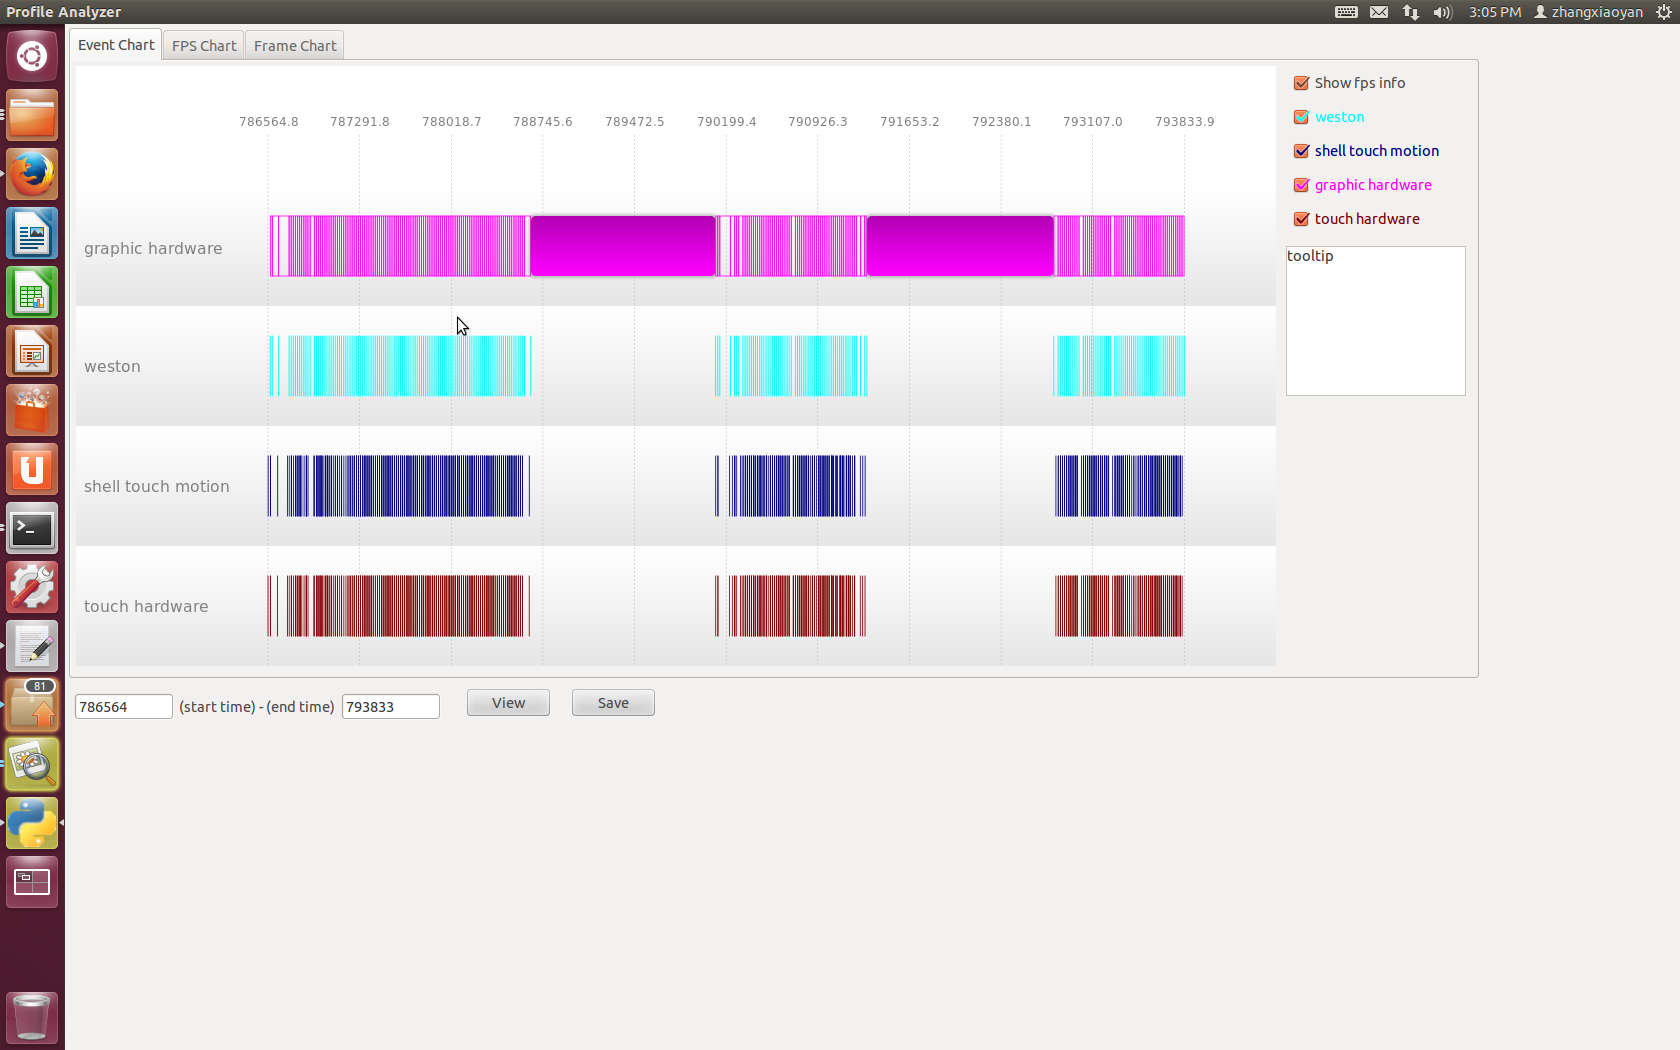 Profile Analyzer
3:05 PM zhangxiaoyan
Event Chart FPS Chart Frame Chart
786564.8 787291.8 788018.7 788745.6 789472.5 790199.4 790926.3 791653.2 792380.1 793107.0 793833.9
graphic hardware
weston
shell touch motion
touch hardware
Show fps info
weston
shell touch motion
graphic hardware
touch hardware
tooltip
786564 (start time) - (end time) 793833 View Save
81